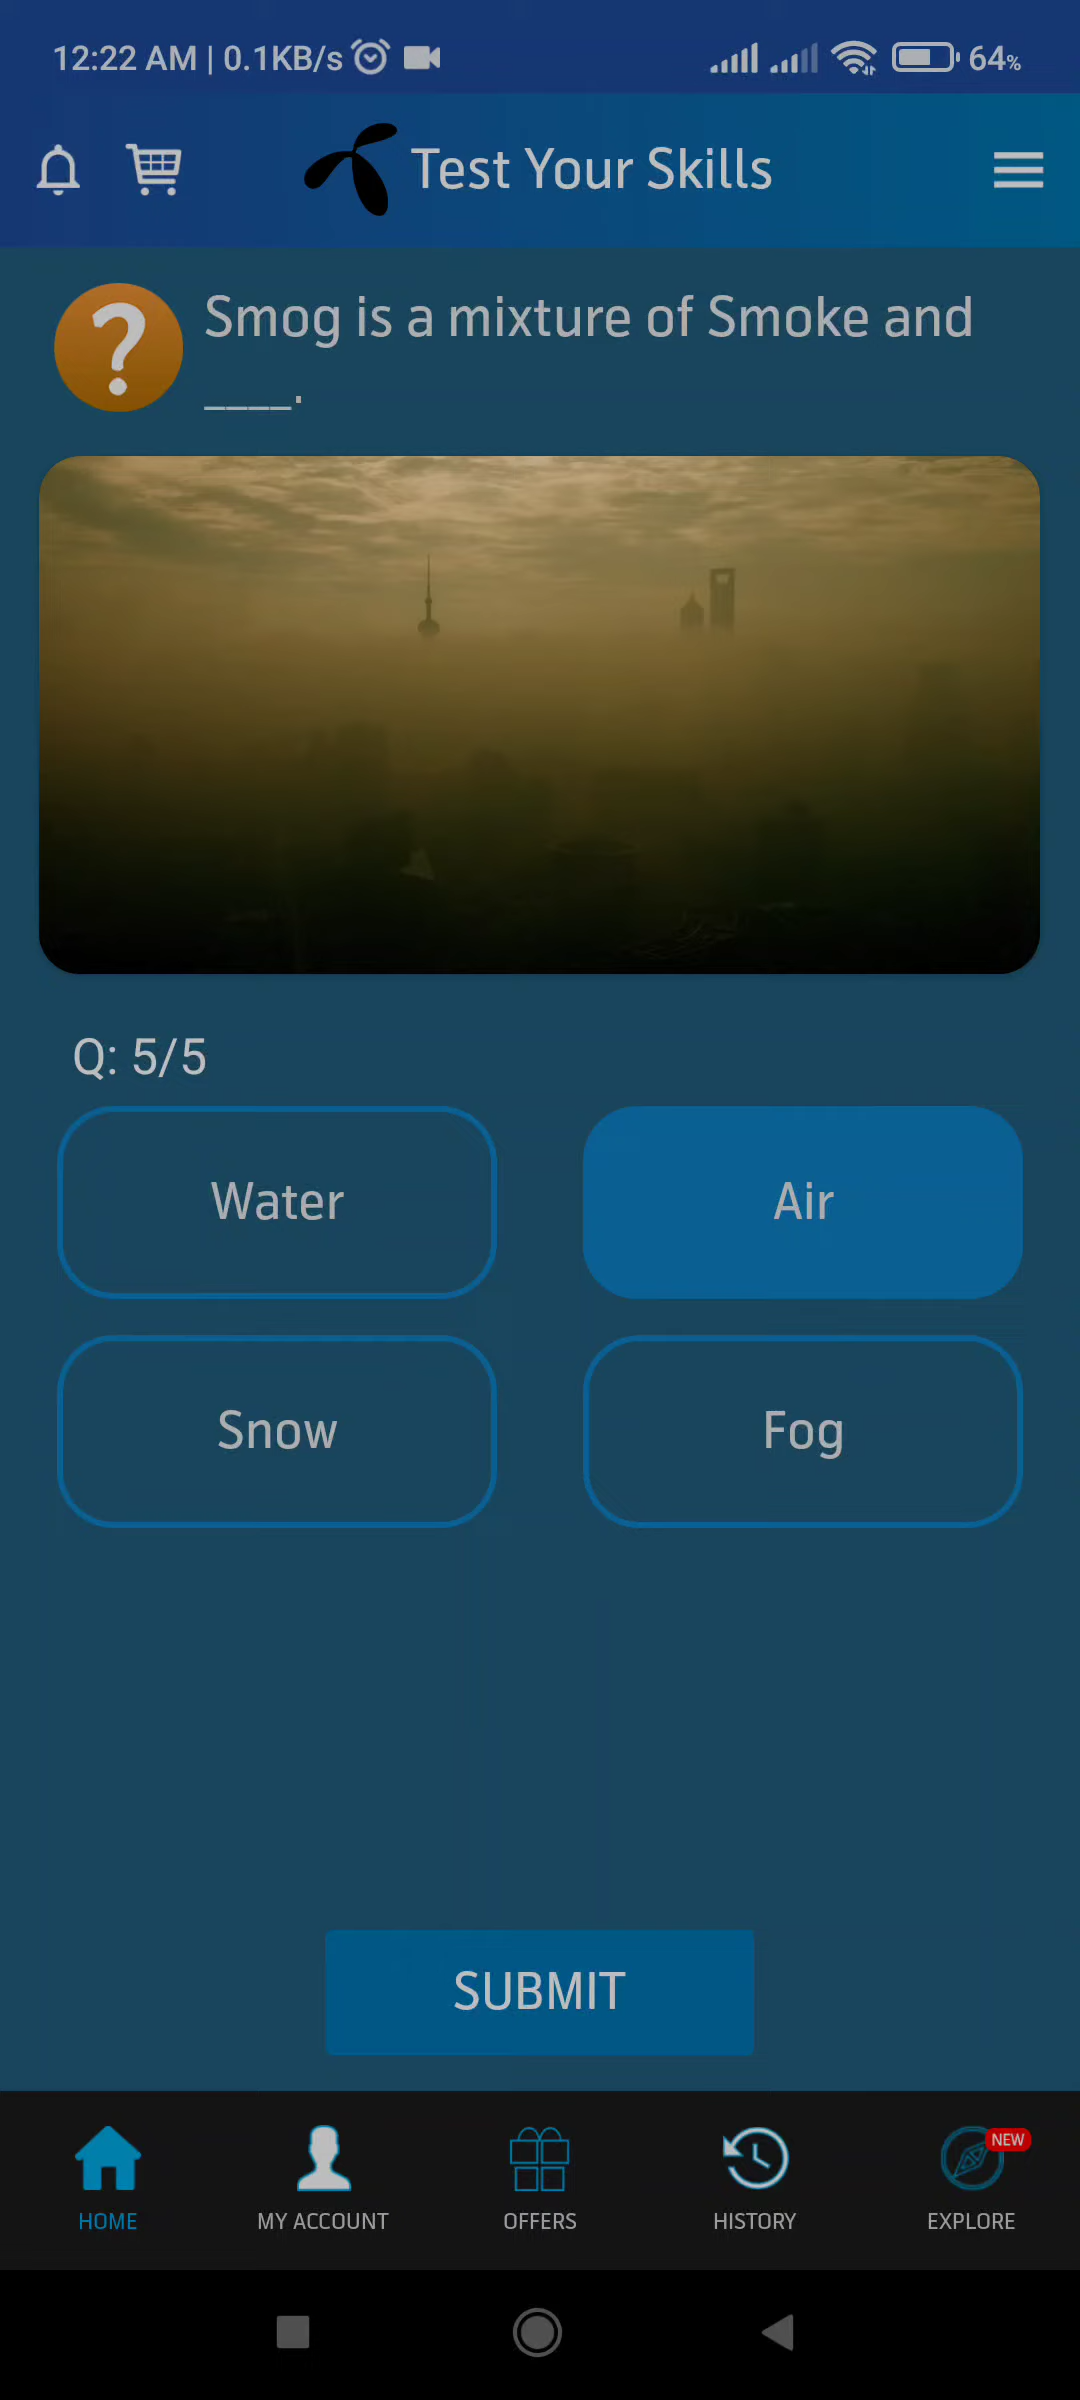 12:22 AM | 0.1KB/s 64%
Test Your Skills
?
Smog is a mixture of Smoke and
____.
Q: 5/5
Water
Air
Snow
Fog
SUBMIT
NEW
HOME
MY ACCOUNT
OFFERS
HISTORY
EXPLORE